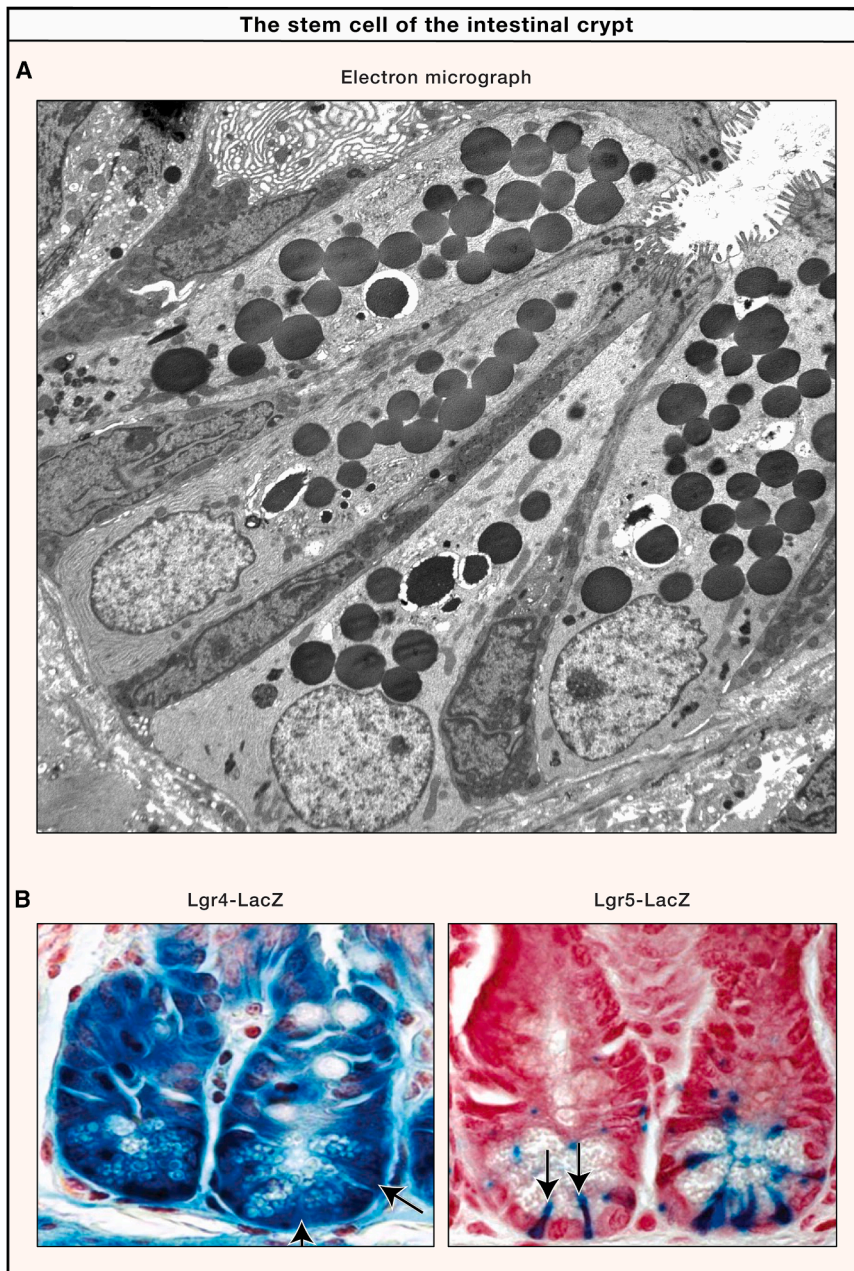 The stem cell of the intestinal crypt
A
Electron micrograph
B
Lgr4-LacZ
Lgr5-LacZ